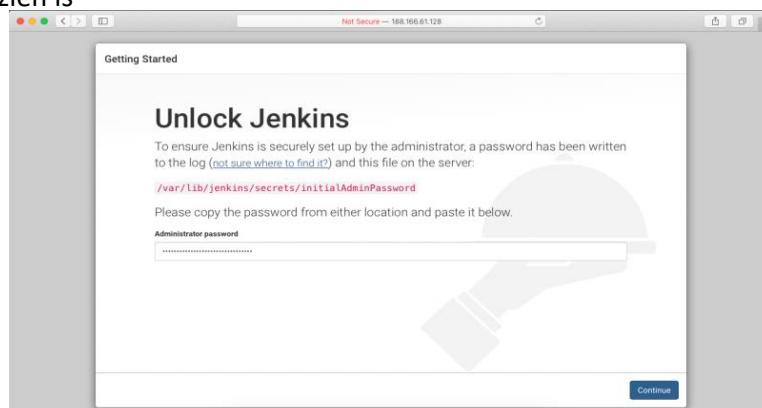 Not Secure — 188.166.61.128
Getting Started
Unlock Jenkins
To ensure Jenkins is securely set up by the administrator, a password has been written
to the log (not sure where to find it?) and this file on the server:
/var/lib/jenkins/secrets/initialAdminPassword
Please copy the password from either location and paste it below.
Administrator password
Continue